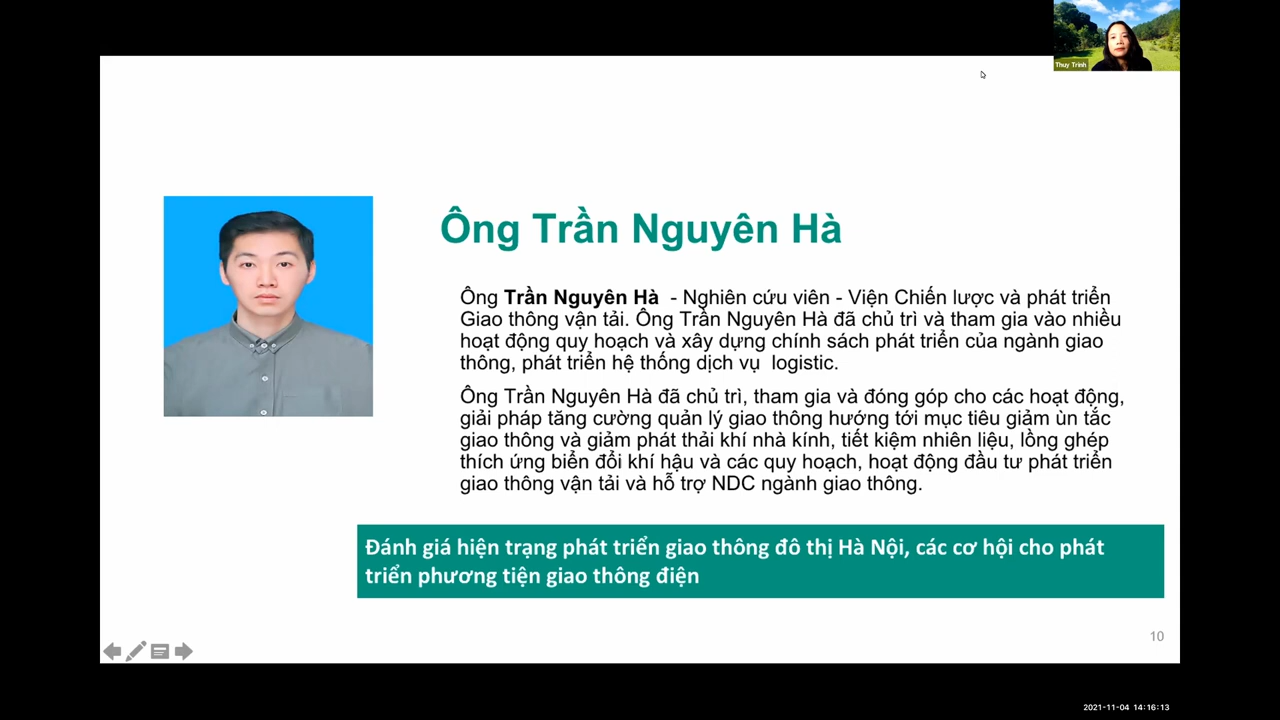 Thuy Trinh
Ông Trần Nguyên Hà
Ông Trần Nguyên Hà - Nghiên cứu viên - Viện Chiến lược và phát triển
Giao thông vận tải. Ông Trần Nguyên Hà đã chủ trì và tham gia vào nhiều
hoạt động quy hoạch và xây dựng chính sách phát triển của ngành giao
thông, phát triển hệ thống dịch vụ logistic.
Ông Trần Nguyên Hà đã chủ trì, tham gia và đóng góp cho các hoạt động,
giải pháp tăng cường quản lý giao thông hướng tới mục tiêu giảm ùn tắc
giao thông và giảm phát thải khí nhà kính, tiết kiệm nhiên liệu, lồng ghép
thích ứng biển đổi khí hậu và các quy hoạch, hoạt động đầu tư phát triển
giao thông vận tải và hỗ trợ NDC ngành giao thông.
Đánh giá hiện trạng phát triển giao thông đô thị Hà Nội, các cơ hội cho phát
triển phương tiện giao thông điện
10
2021-11-04 14:16:13